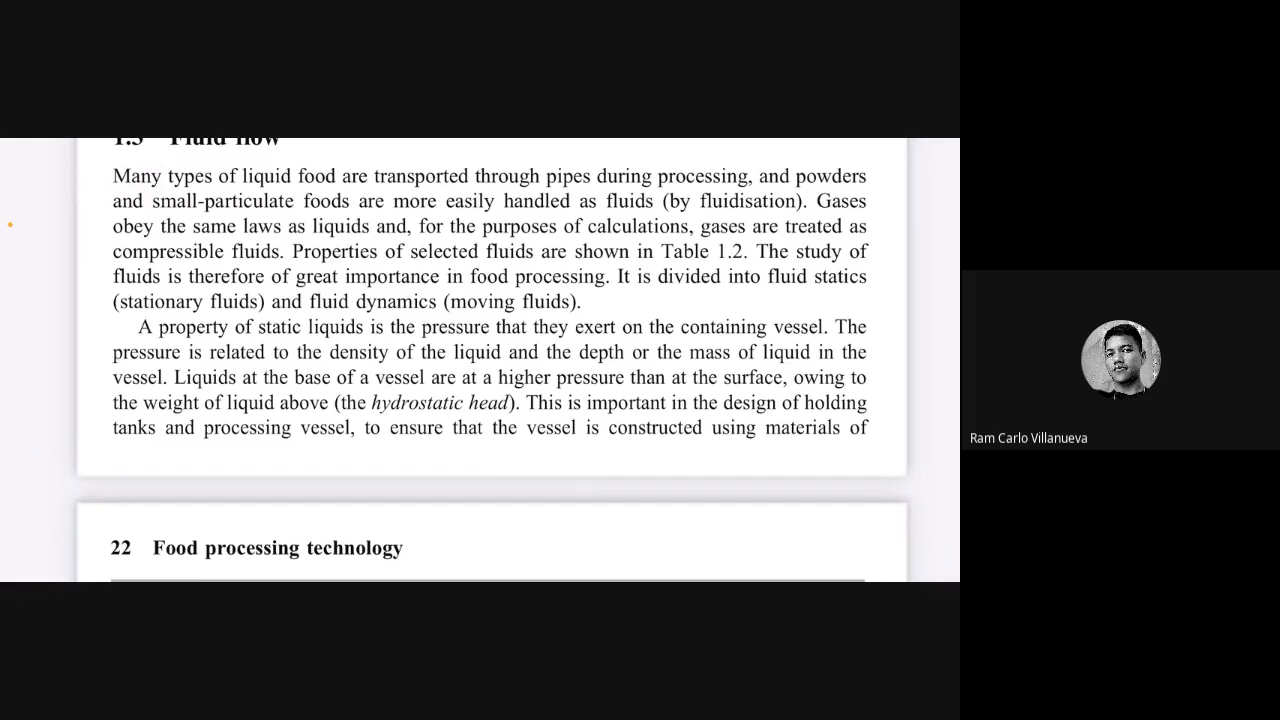 1.3 Fluid flow
Many types of liquid food are transported through pipes during processing, and powders
and small-particulate foods are more easily handled as fluids (by fluidisation). Gases
obey the same laws as liquids and, for the purposes of calculations, gases are treated as
compressible fluids. Properties of selected fluids are shown in Table 1.2. The study of
fluids is therefore of great importance in food processing. It is divided into fluid statics
(stationary fluids) and fluid dynamics (moving fluids).
A property of static liquids is the pressure that they exert on the containing vessel. The
pressure is related to the density of the liquid and the depth or the mass of liquid in the
vessel. Liquids at the base of a vessel are at a higher pressure than at the surface, owing to
the weight of liquid above (the hydrostatic head). This is important in the design of holding
tanks and processing vessel, to ensure that the vessel is constructed using materials of
22 Food processing technology
Ram Carlo Villanueva